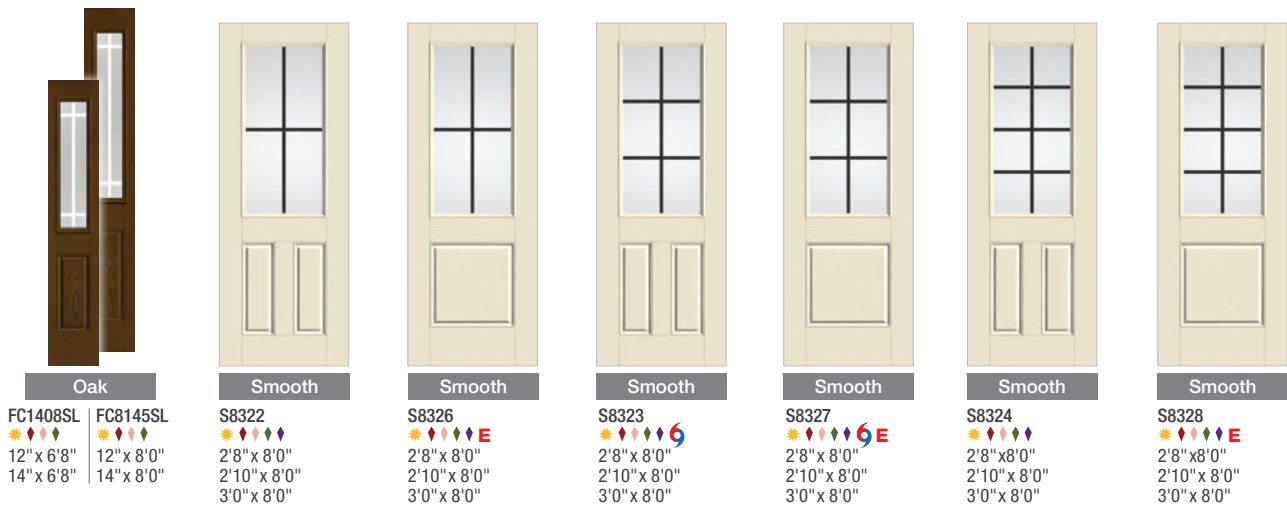 Oak
FC1408SL
12" x 6'8"
14" x 6'8"
FC8145SL
12" x 8'0"
14" x 8'0"
Smooth
S8322
2'8" x 8'0"
2'10" x 8'0"
3'0" x 8'0"
Smooth
S8326
E
2'8" x 8'0"
2'10" x 8'0"
3'0" x 8'0"
Smooth
S8323
2'8" x 8'0"
2'10" x 8'0"
3'0" x 8'0"
Smooth
S8327
E
2'8" x 8'0"
2'10" x 8'0"
3'0" x 8'0"
Smooth
S8324
2'8" x8'0"
2'10" x 8'0"
3'0" x 8'0"
Smooth
S8328
E
2'8" x8'0"
2'10" x 8'0"
3'0" x 8'0"